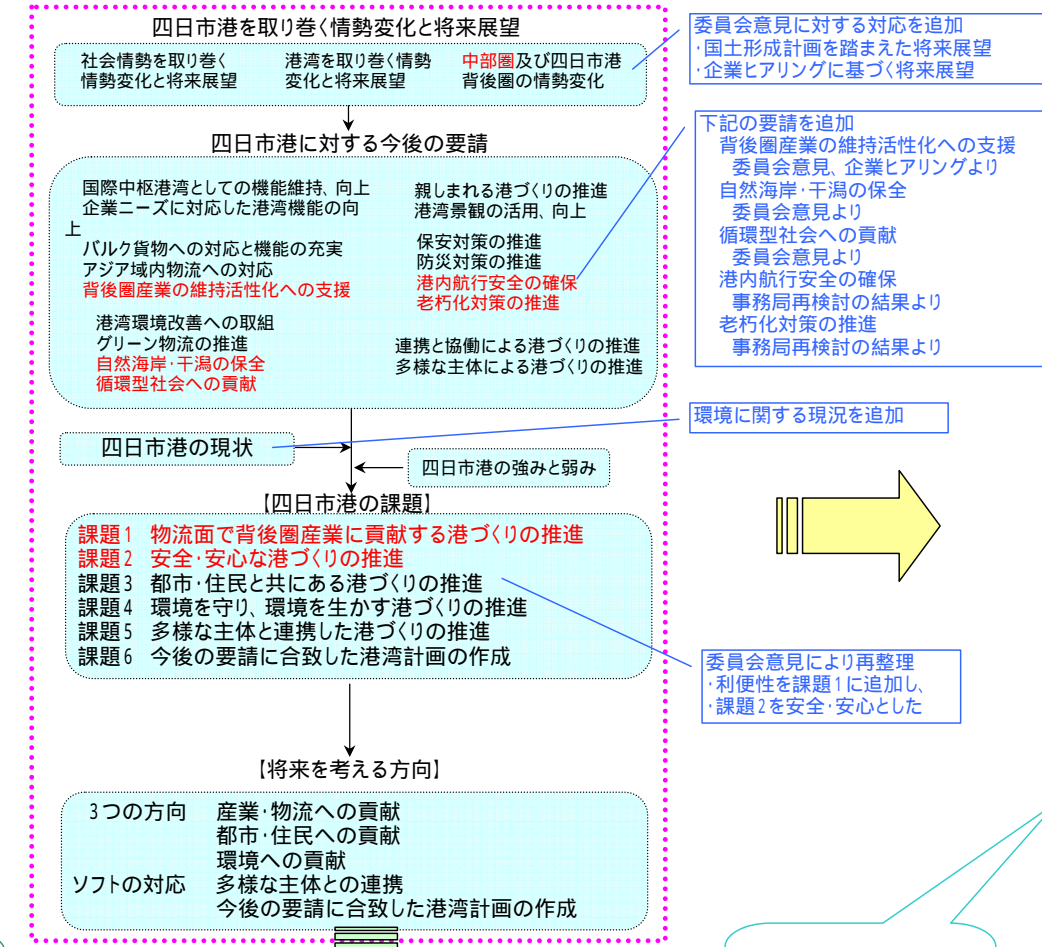 四日市港を取り巻く情勢変化と将来展望
社会情勢を取り巻く
情勢変化と将来展望
港湾を取り巻く情勢
変化と将来展望
中部圏及び四日市港
背後圏の情勢変化
委員会意見に対する対応を追加
・国土形成計画を踏まえた将来展望
・企業ヒアリングに基づく将来展望
四日市港に対する今後の要請
国際中枢港湾としての機能維持、向上
企業ニーズに対応した港湾機能の向
上
バルク貨物への対応と機能の充実
アジア域内物流への対応
背後圏産業の維持活性化への支援
港湾環境改善への取組
グリーン物流の推進
自然海岸・干潟の保全
循環型社会への貢献
親しまれる港づくりの推進
港湾景観の活用、向上
保安対策の推進
防災対策の推進
港内航行安全の確保
老朽化対策の推進
連携と協働による港づくりの推進
多様な主体による港づくりの推進
下記の要請を追加
背後圏産業の維持活性化への支援
委員会意見、企業ヒアリングより
自然海岸・干潟の保全
委員会意見より
循環型社会への貢献
委員会意見より
港内航行安全の確保
事務局再検討の結果より
老朽化対策の推進
事務局再検討の結果より
四日市港の現状
環境に関する現況を追加
四日市港の強みと弱み
【四日市港の課題】
課題1 物流面で背後圏産業に貢献する港づくりの推進
課題2 安全・安心な港づくりの推進
課題3 都市・住民と共にある港づくりの推進
課題4 環境を守り、環境を生かす港づくりの推進
課題5 多様な主体と連携した港づくりの推進
課題6 今後の要請に合致した港湾計画の作成
委員会意見により再整理
・利便性を課題1に追加し、
・課題2を安全・安心とした
【将来を考える方向】
3つの方向 産業・物流への貢献
都市・住民への貢献
環境への貢献
ソフトの対応 多様な主体との連携
今後の要請に合致した港湾計画の作成